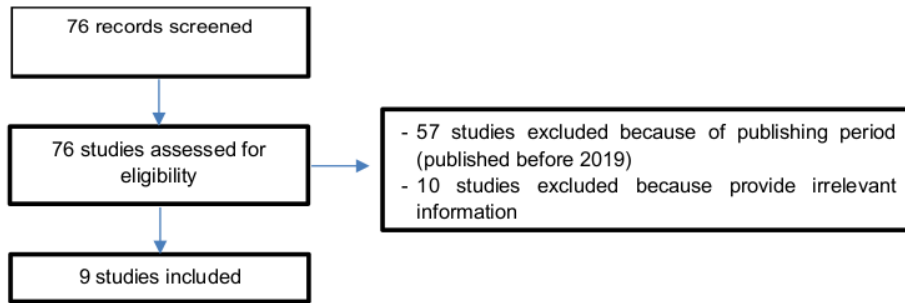 76 records screened
76 studies assessed for
eligibility
- 57 studies excluded because of publishing period
(published before 2019)
- 10 studies excluded because provide irrelevant
information
9 studies included